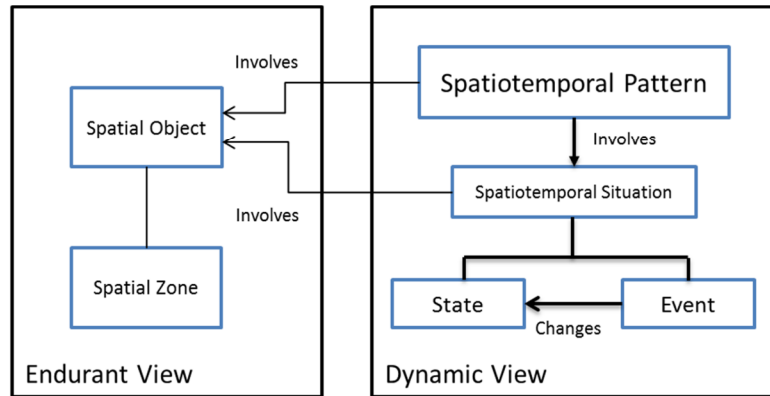 Involves
Spatial Object
Involves
Spatial Zone
Endurant View
Spatiotemporal Pattern
Involves
Spatiotemporal Situation
State
Event
Changes
Dynamic View